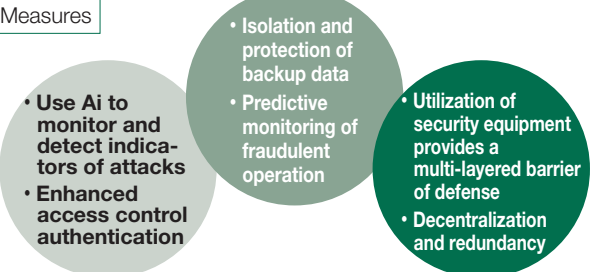 Measures
• Use Ai to
monitor and
detect indica-
tors of attacks
• Enhanced
access control
authentication
• Isolation and
protection of
backup data
• Predictive
monitoring of
fraudulent
operation
• Utilization of
security equipment
provides a
multi-layered barrier
of defense
• Decentralization
and redundancy